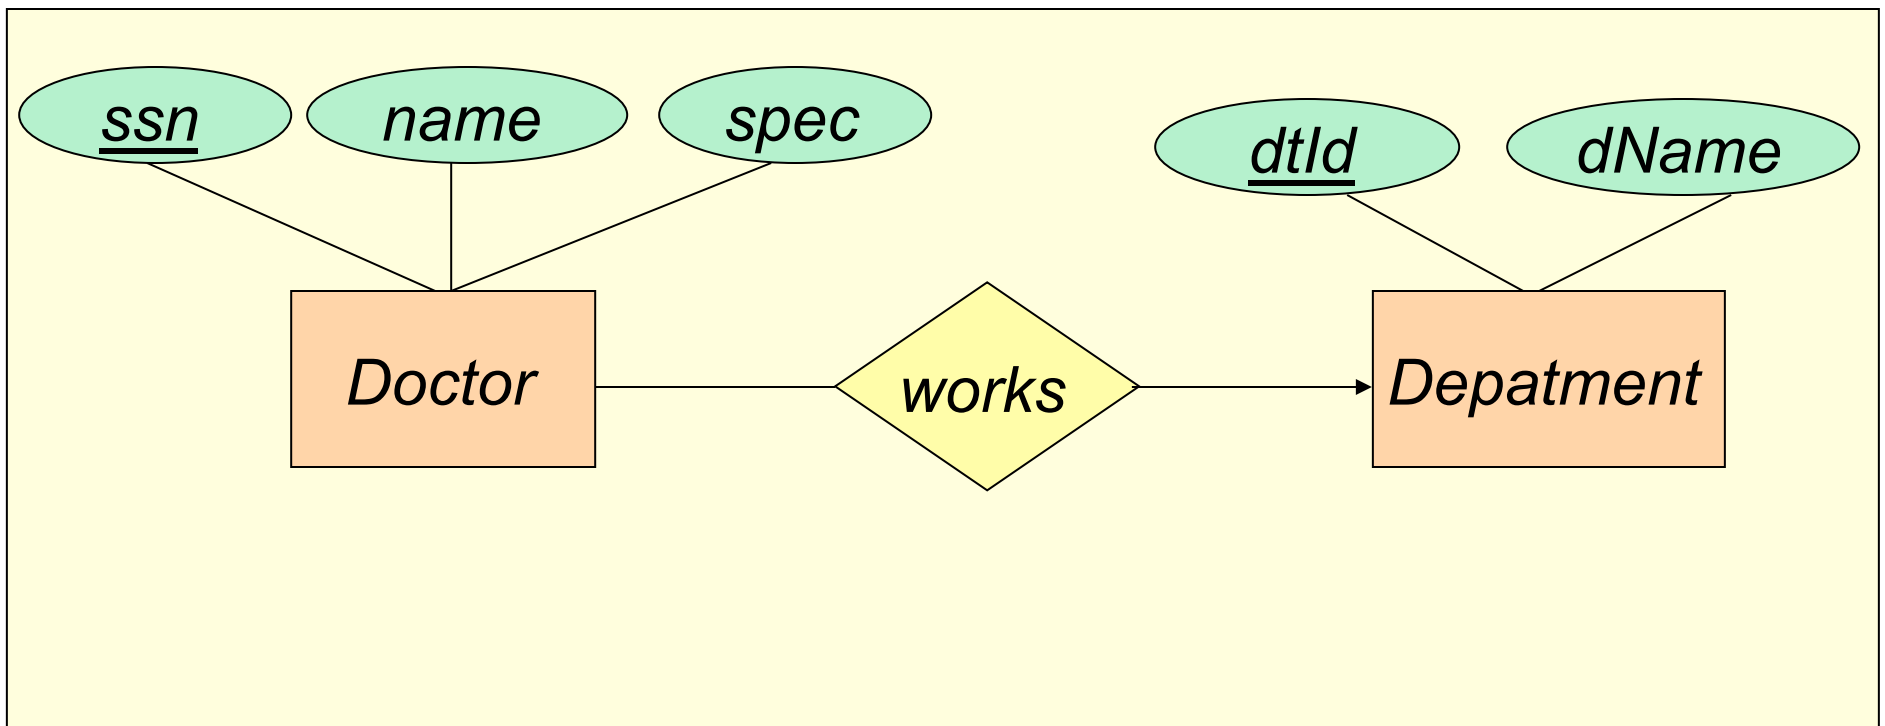 ssn
name
spec
dtId
dName
Doctor
works
Depatment